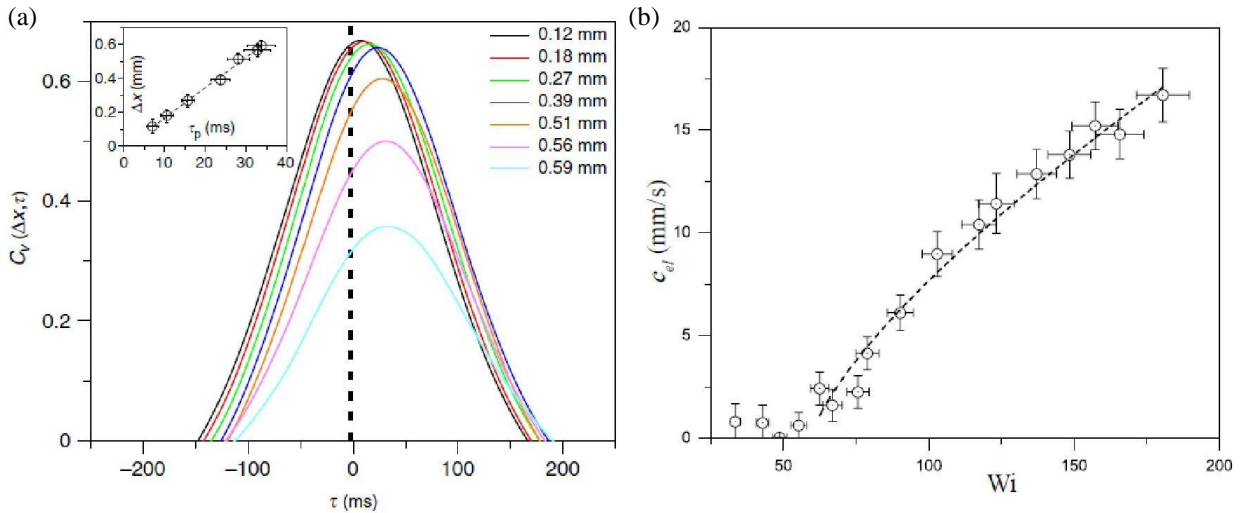 (a)
0.6
0.4
0.2
0
−200
−100
0
100
200
τ (ms)
C_v (Δx,τ)
0.12 mm
0.18 mm
0.27 mm
0.39 mm
0.51 mm
0.56 mm
0.59 mm
0.6
0.4
0.2
0
0
10
20
30
40
Δx (mm)
τ_p (ms)
(b)
20
15
10
5
0
50
100
150
200
Wi
c_el (mm/s)